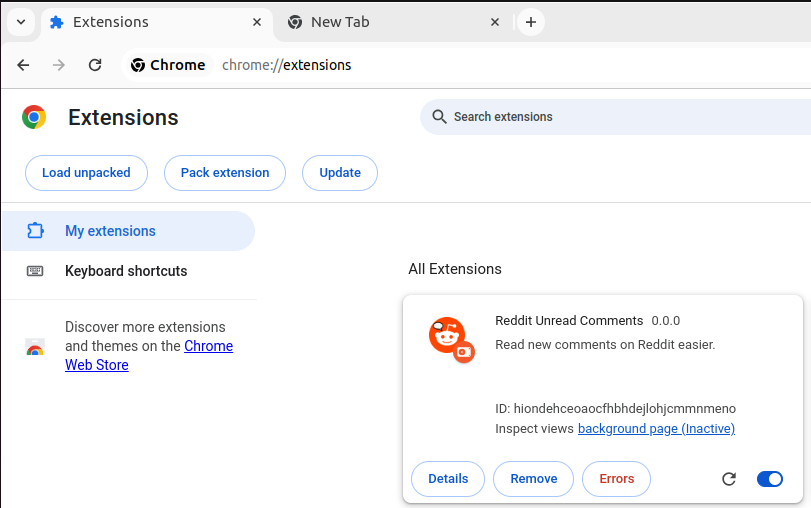 Extensions
New Tab
Chrome
chrome://extensions
Extensions
Search extensions
Load unpacked
Pack extension
Update
My extensions
Keyboard shortcuts
Discover more extensions
and themes on the Chrome
Web Store
All Extensions
Reddit Unread Comments 0.0.0
Read new comments on Reddit easier.
ID: hiondehceoaocfhbhdejlohjcmmnmeno
Inspect views background page (Inactive)
Details
Remove
Errors